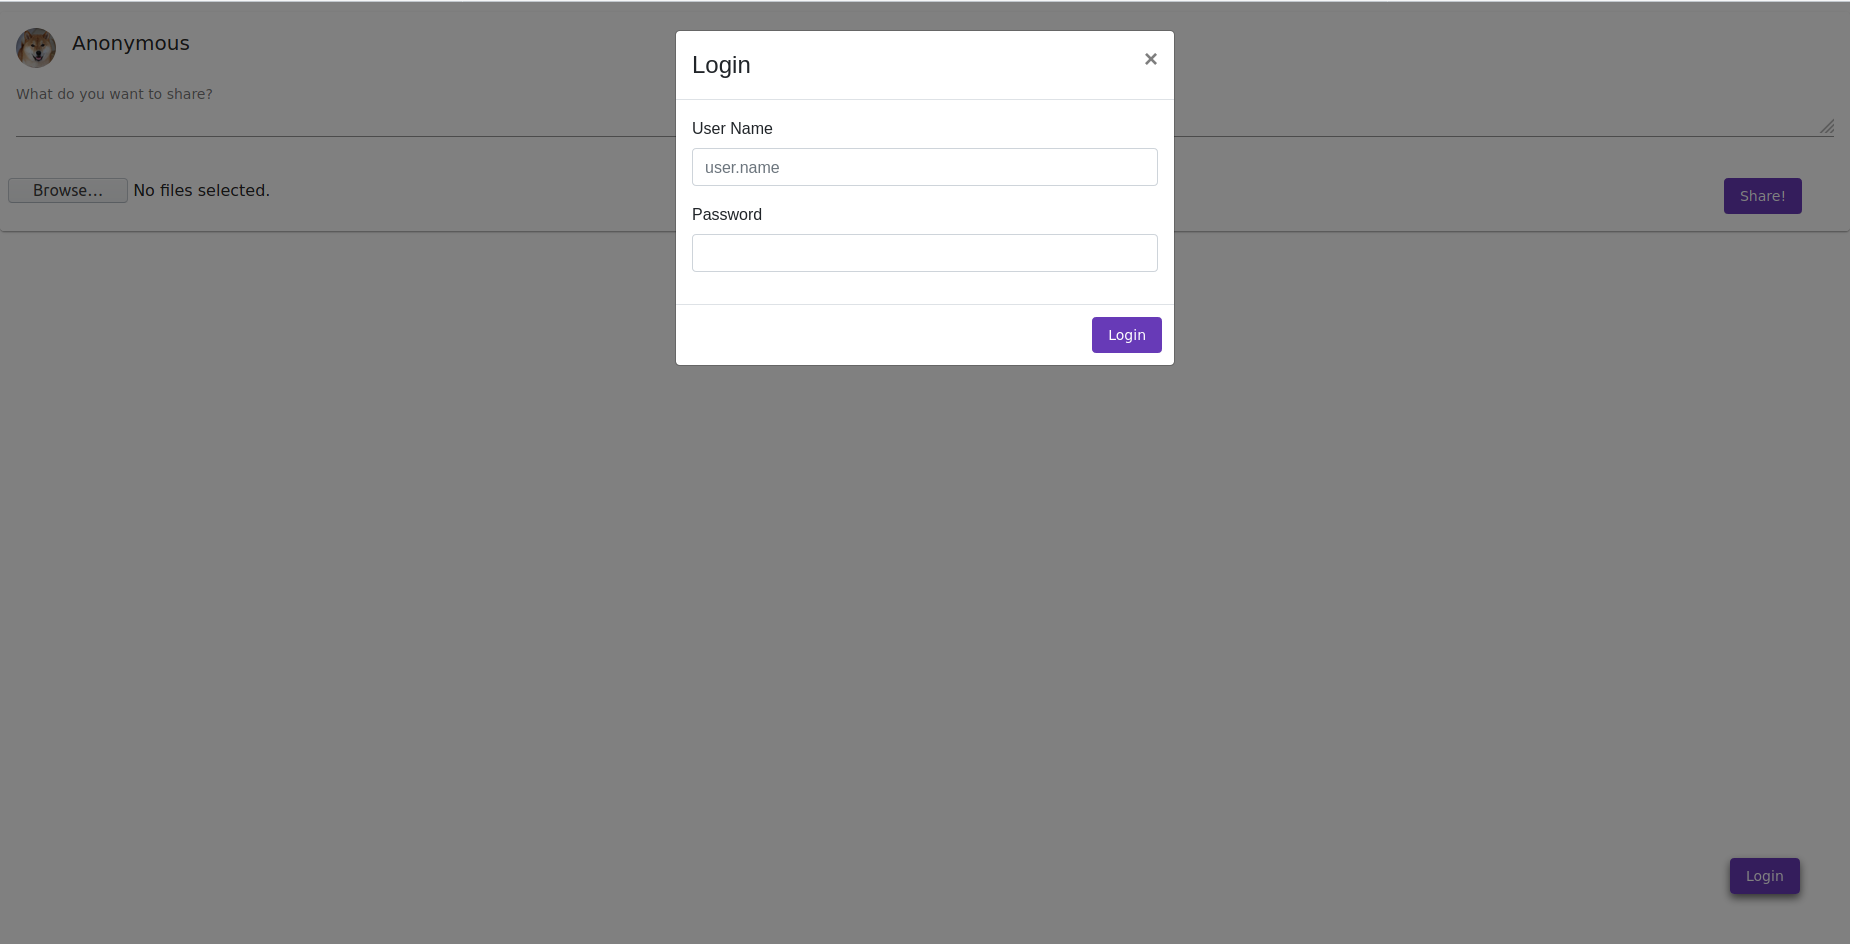 Anonymous
What do you want to share?
Browse...
No files selected.
Share!
Login
×
User Name
user.name
Password
Login
Login